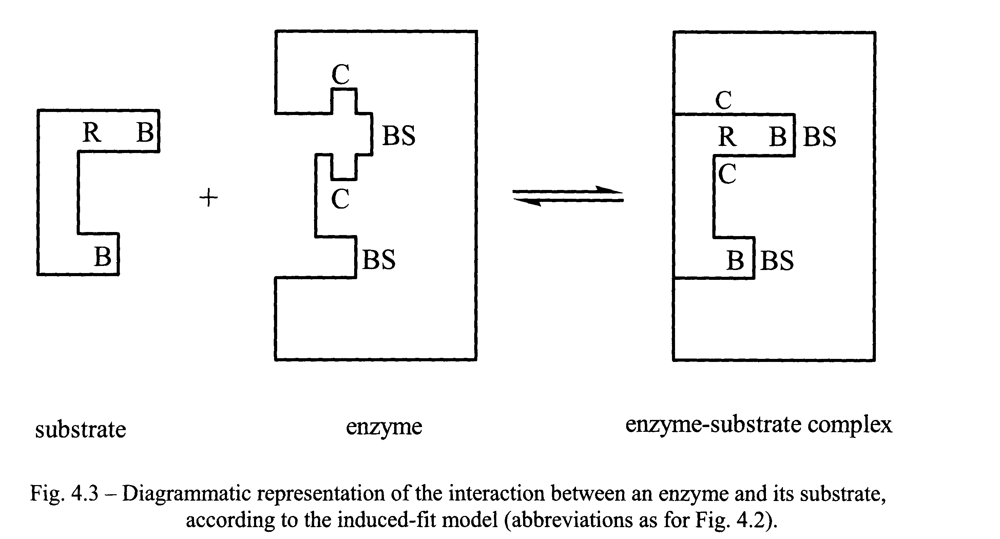 C
C
R B BS
R B BS
C
+
C
B BS
B BS
substrate enzyme enzyme-substrate complex
Fig. 4.3 – Diagrammatic representation of the interaction between an enzyme and its substrate,
according to the induced-fit model (abbreviations as for Fig. 4.2).